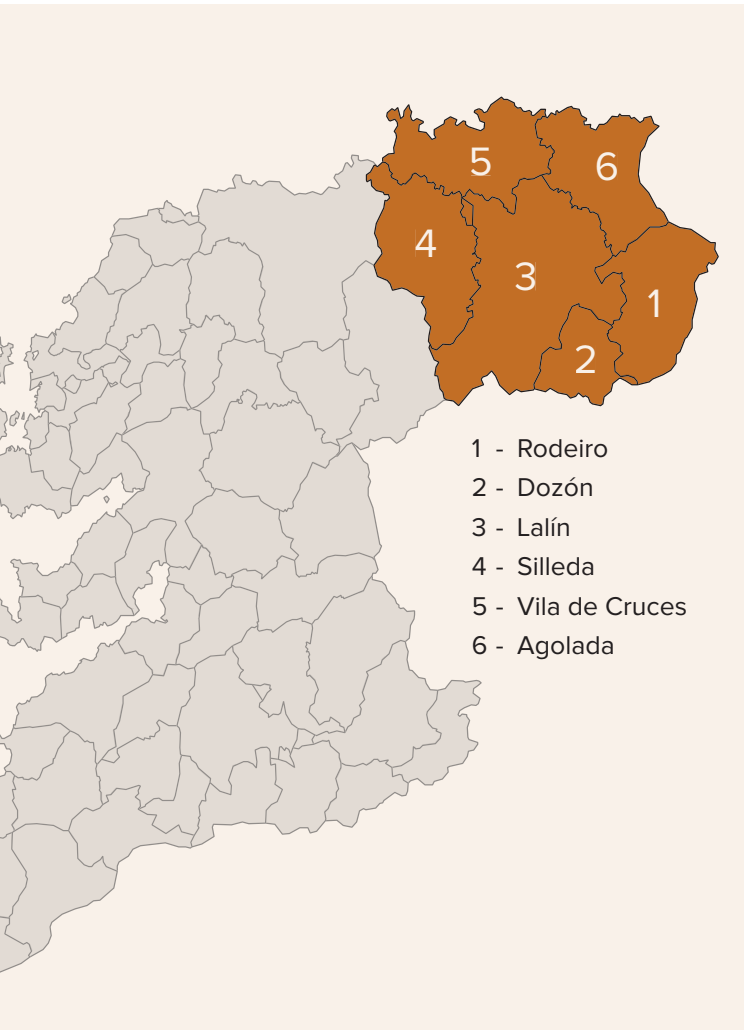 5
6
4
3
1
2
1 - Rodeiro
2 - Dozón
3 - Lalín
4 - Silleda
5 - Vila de Cruces
6 - Agolada